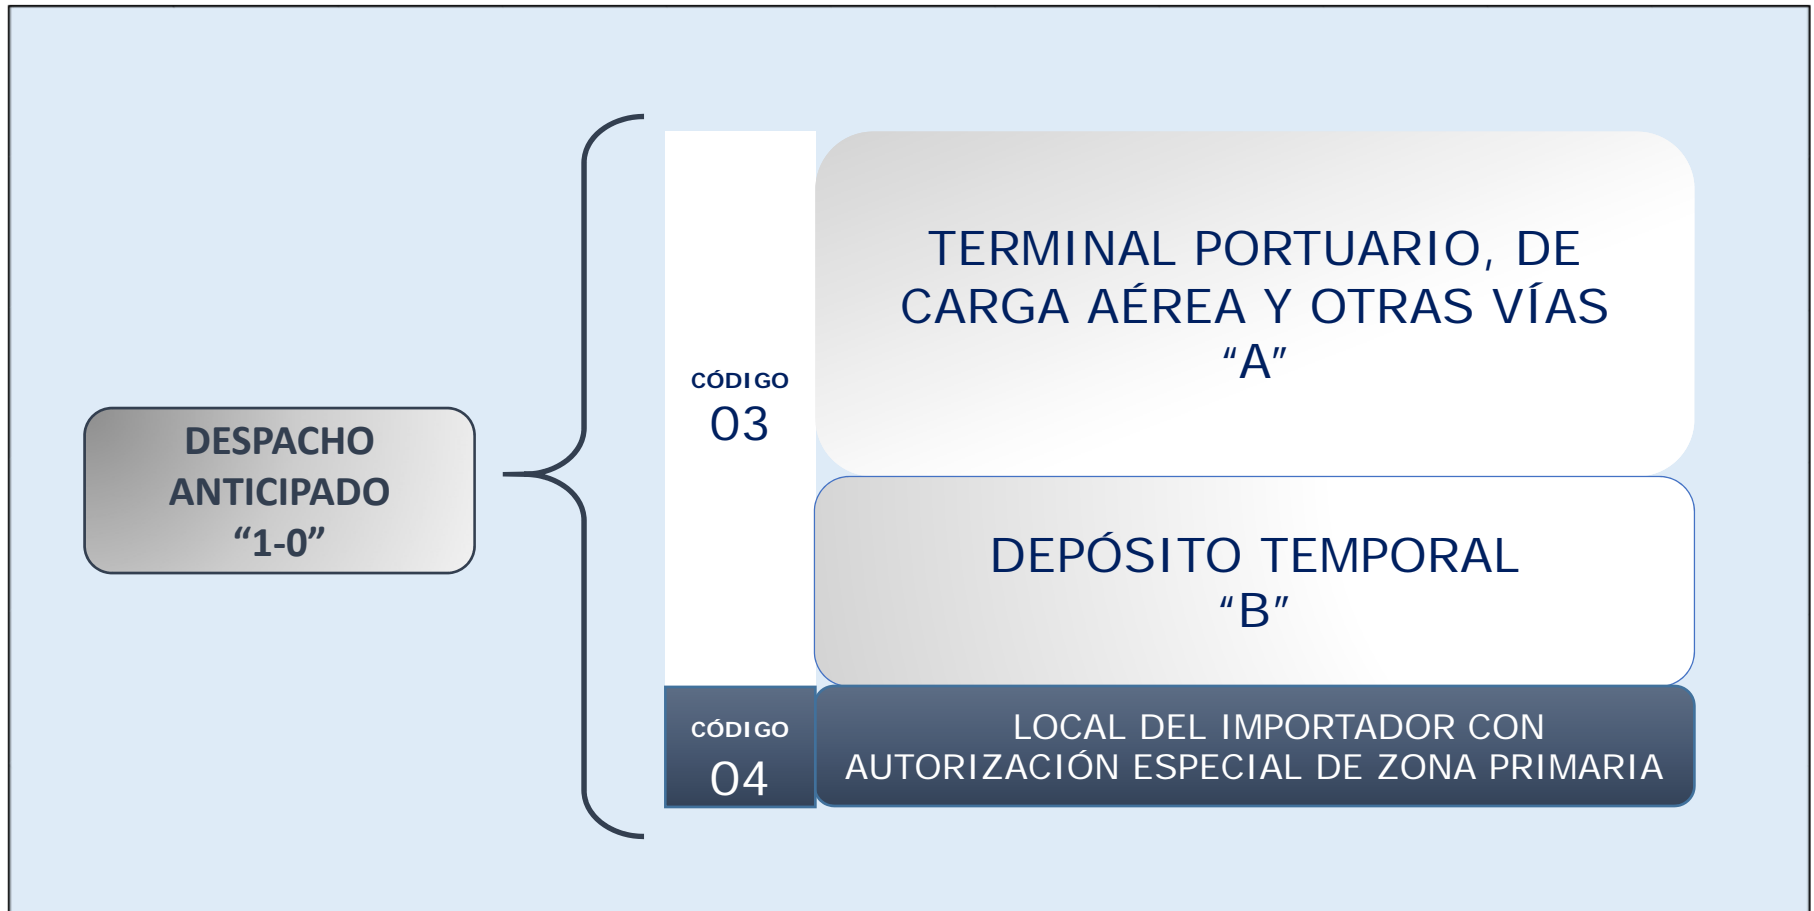 DESPACHO
ANTICIPADO
“1-0”
CÓDIGO
03
TERMINAL PORTUARIO, DE
CARGA AÉREA Y OTRAS VÍAS
“A”
DEPÓSITO TEMPORAL
“B”
CÓDIGO
04
LOCAL DEL IMPORTADOR CON
AUTORIZACIÓN ESPECIAL DE ZONA PRIMARIA